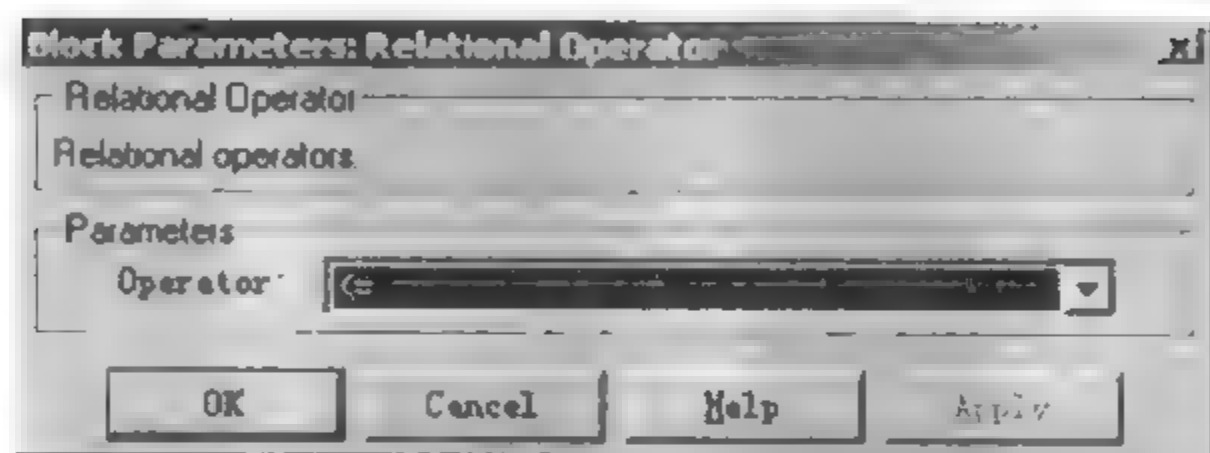 Block Parameters: Relational Operator
Relational Operator
Relational operators.
Parameters
Operator: <=
OK Cancel Help Apply